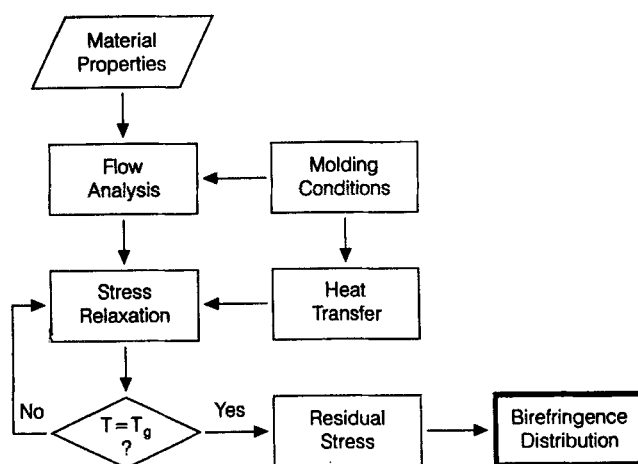 Material
Properties
Flow
Analysis
Molding
Conditions
Stress
Relaxation
Heat
Transfer
No
T=Tg
?
Yes
Residual
Stress
Birefringence
Distribution